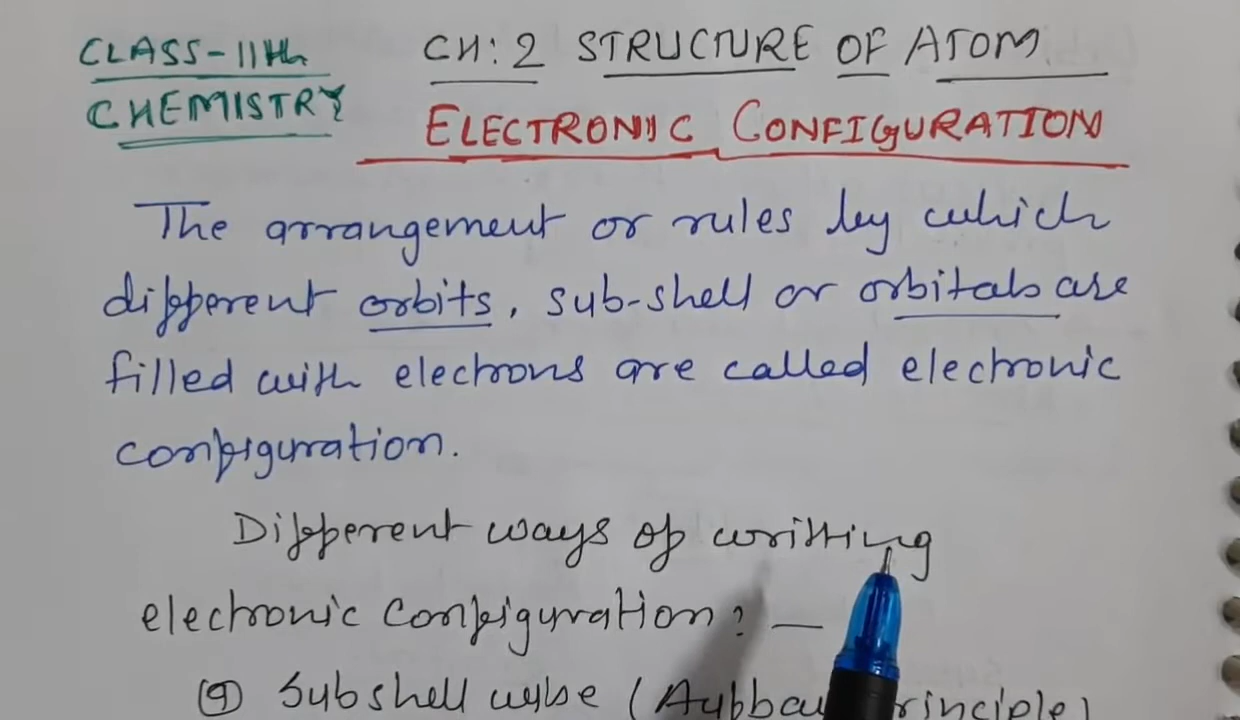 CLASS-11th CH: 2 STRUCTURE OF ATOM
CHEMISTRY ELECTRONIC CONFIGURATION
The arrangement or rules by which
different orbits, sub-shell or orbitals are
filled with electrons are called electronic
configuration.
Different ways of writting
electronic configuration: —
(a) Subshell wise (